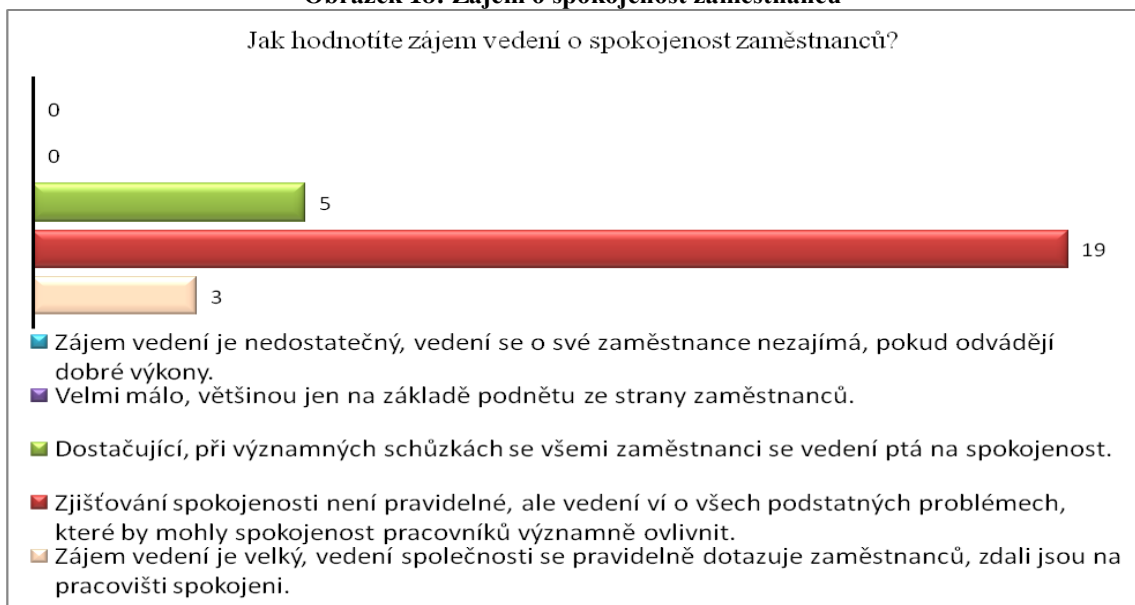 Obrázek 18: Zájem o spokojenost zaměstnanců
Jak hodnotíte zájem vedení o spokojenost zaměstnanců?
0
0
5
19
3
Zájem vedení je nedostatečný, vedení se o své zaměstnance nezajímá, pokud odvádějí
dobré výkony.
Velmi málo, většinou jen na základě podnětu ze strany zaměstnanců.
Dostačující, při významných schůzkách se všemi zaměstnanci se vedení ptá na spokojenost.
Zjišťování spokojenosti není pravidelné, ale vedení ví o všech podstatných problémech,
které by mohly spokojenost pracovníků významně ovlivnit.
Zájem vedení je velký, vedení společnosti se pravidelně dotazuje zaměstnanců, zdali jsou na
pracovišti spokojeni.